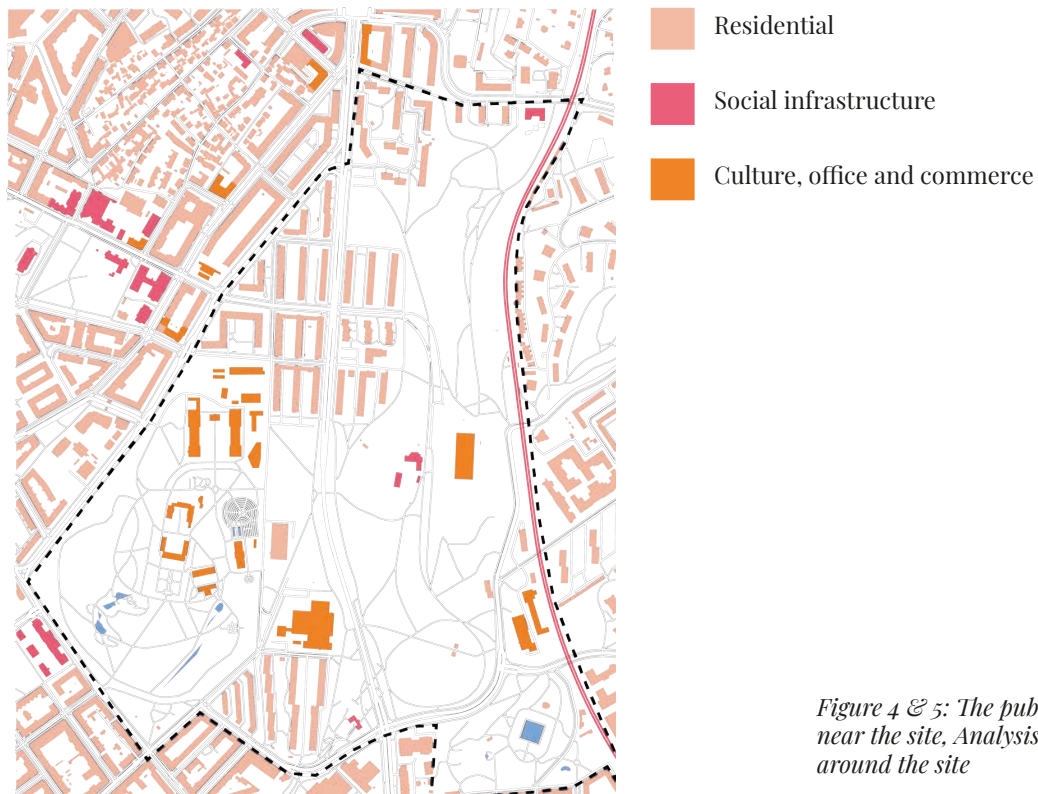 Residential
Social infrastructure
Culture, office and commerce
Figure 4 & 5: The pub
near the site, Analysis
around the site